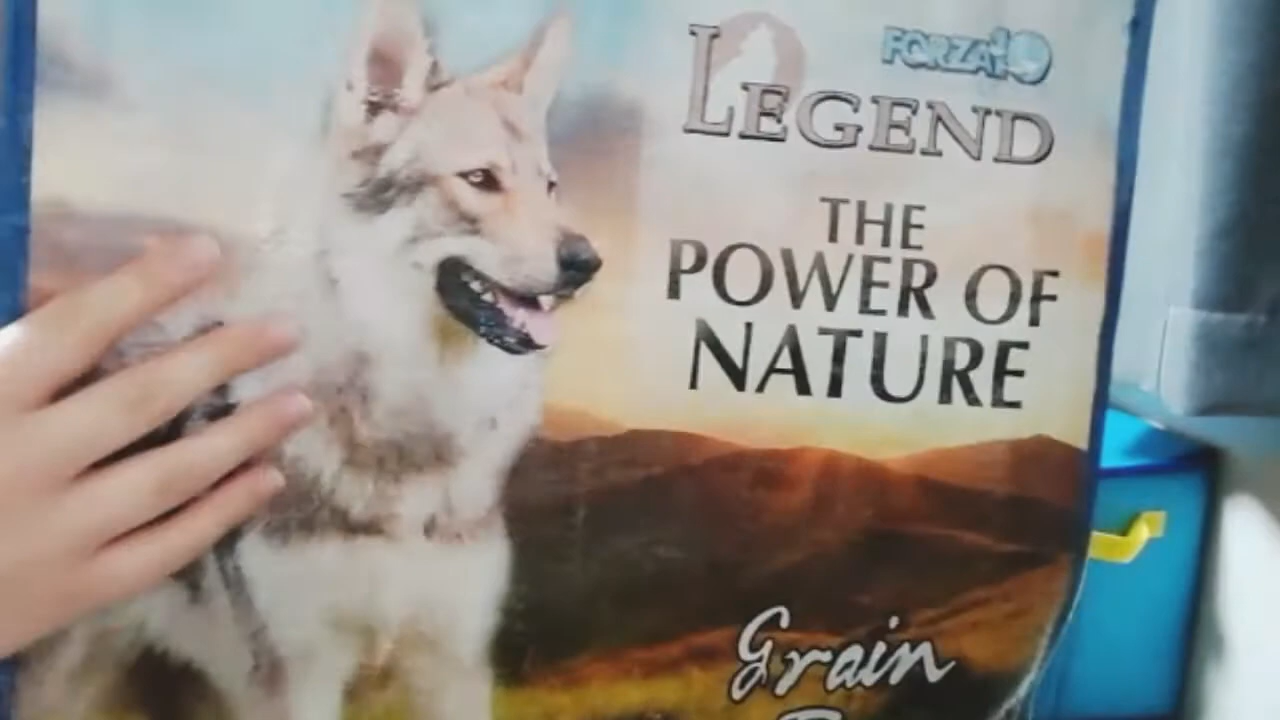 FORZA10
LEGEND
THE
POWER OF
NATURE
Grain